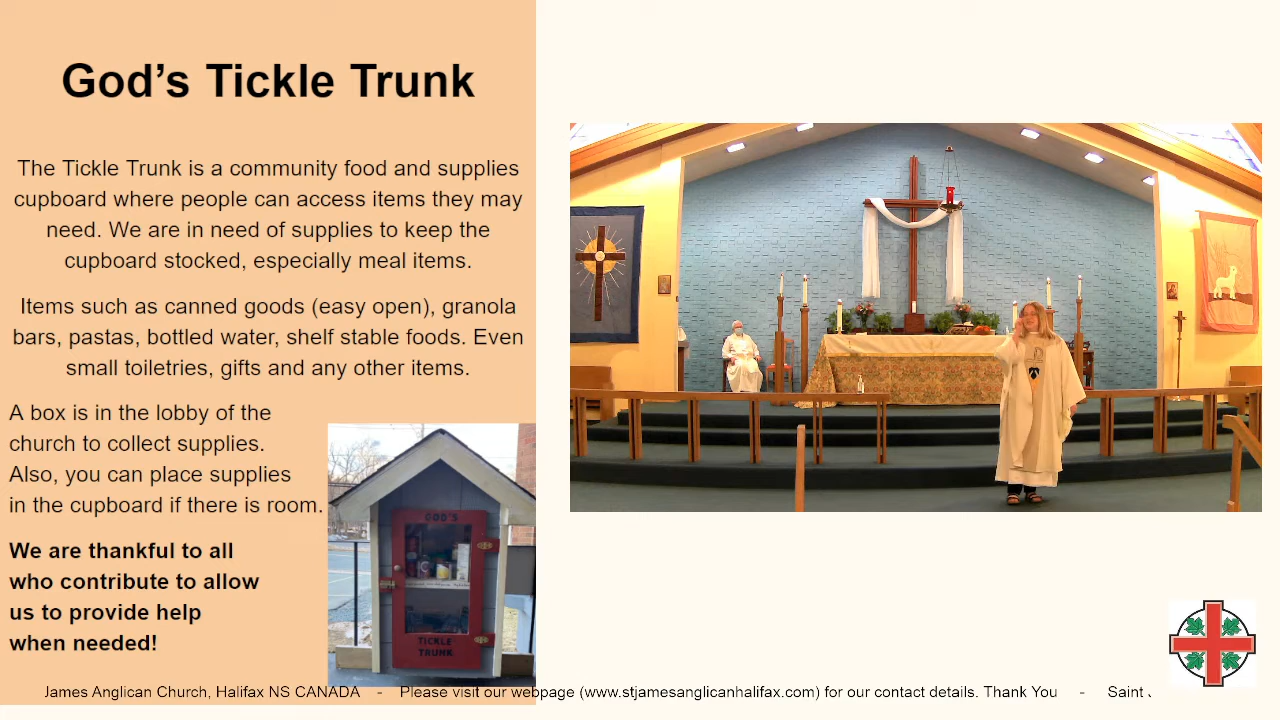 God's Tickle Trunk
The Tickle Trunk is a community food and supplies
cupboard where people can access items they may
need. We are in need of supplies to keep the
cupboard stocked, especially meal items.
Items such as canned goods (easy open), granola
bars, pastas, bottled water, shelf stable foods. Even
small toiletries, gifts and any other items.
A box is in the lobby of the
church to collect supplies.
Also, you can place supplies
in the cupboard if there is room.
We are thankful to all
who contribute to allow
us to provide help
when needed!
GOD'S
TICKLE
TRUNK
James Anglican Church, Halifax NS CANADA - Please visit our webpage (www.stjamesanglicanhalifax.com) for our contact details. Thank You - Saint